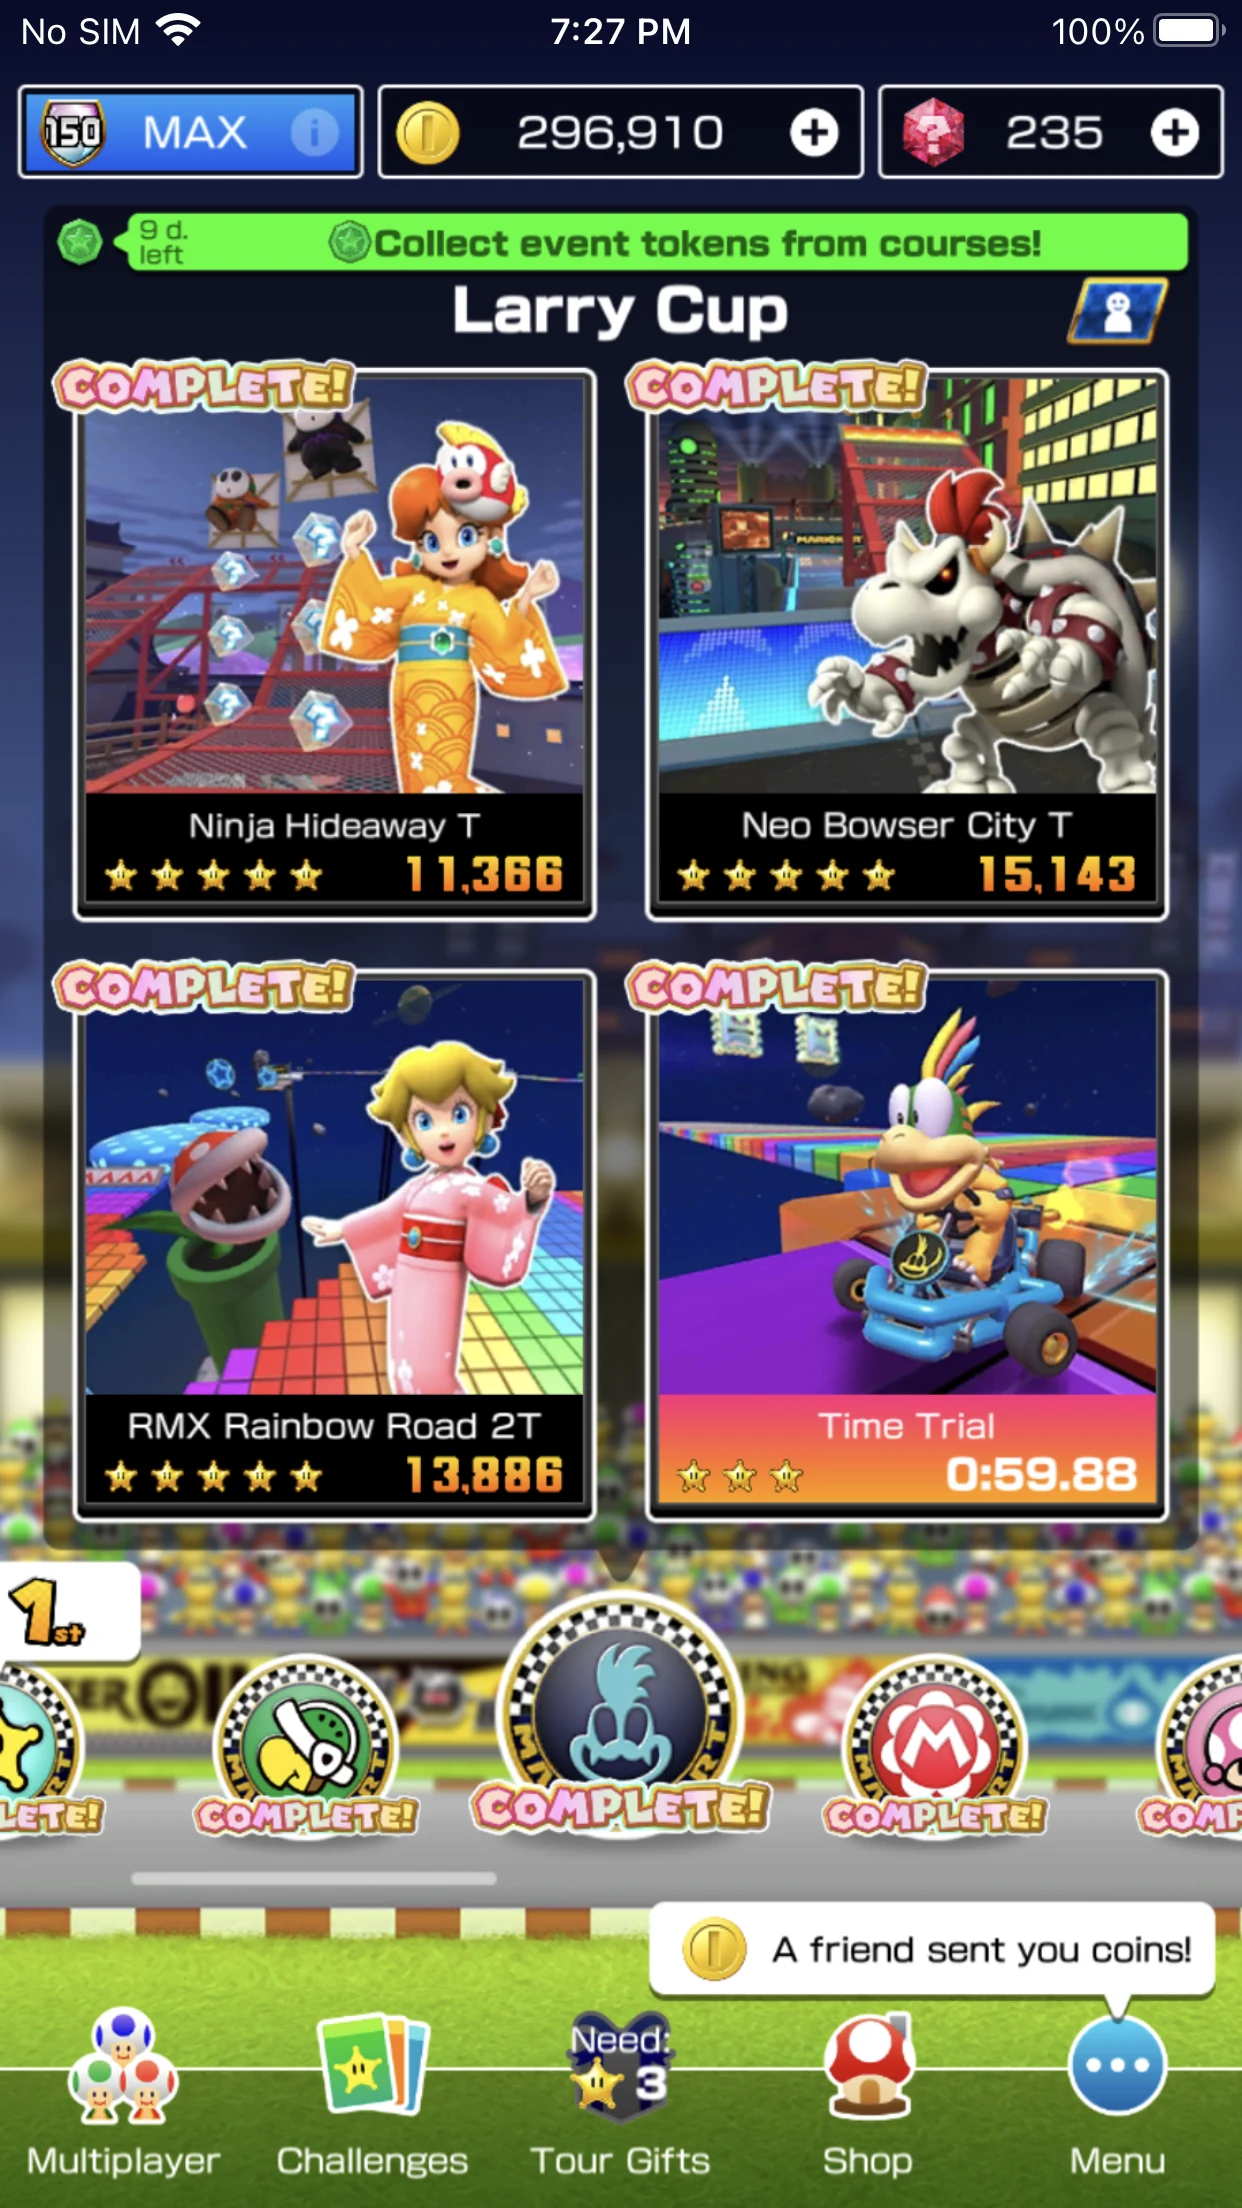 No SIM 7:27 PM 100%
150 MAX i 296,910 + 235 +
9 d.
left
Collect event tokens from courses!
Larry Cup
COMPLETE! COMPLETE!
Ninja Hideaway T Neo Bowser City T
11,366 15,143
COMPLETE! COMPLETE!
RMX Rainbow Road 2T Time Trial
13,886 0:59.88
1st
COMPLETE! COMPLETE! COMPLETE!
A friend sent you coins!
Need:
3
Multiplayer Challenges Tour Gifts Shop Menu